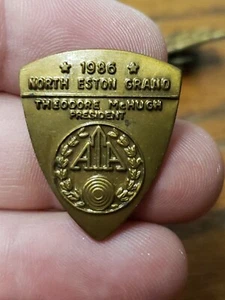 ★ 1986 ★
NORTH ESTON GRAND
THEODORE McHUGH
PRESIDENT
ATA